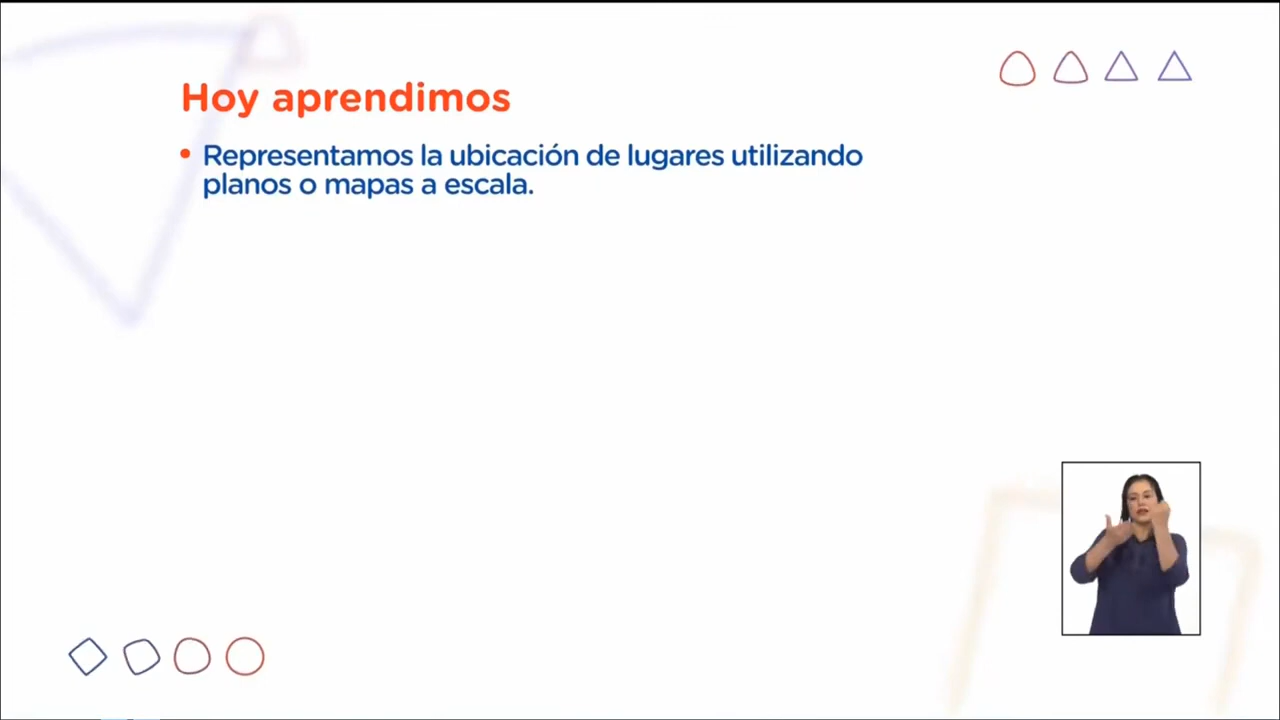 Hoy aprendimos
• Representamos la ubicación de lugares utilizando
planos o mapas a escala.